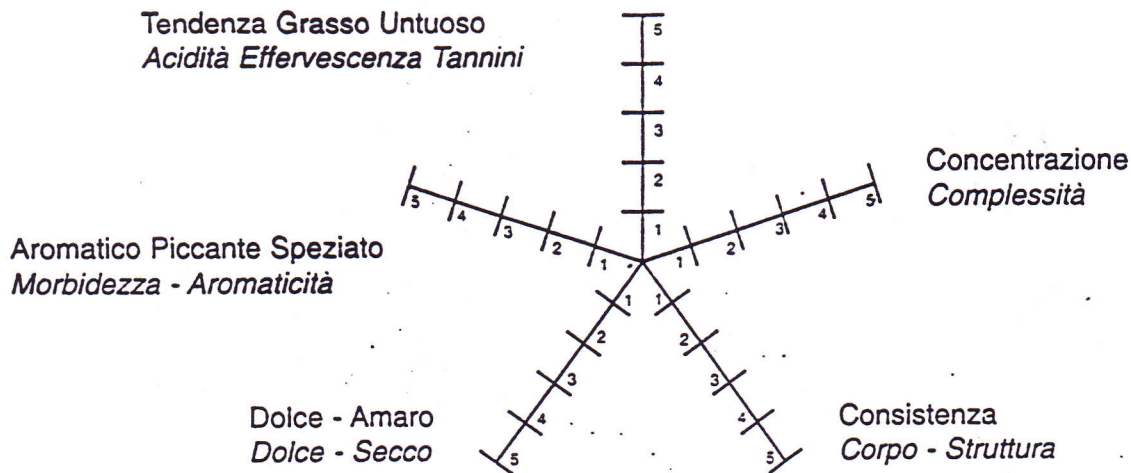 Tendenza Grasso Untuoso
Acidità Effervescenza Tannini
5
4
3
2
1
Concentrazione
Complessità
1 2 3 4 5
5 4 3 2 1
Aromatico Piccante Speziato
Morbidezza - Aromaticità
1
2
3
4
5
Dolce - Amaro
Dolce - Secco
1
2
3
4
5
Consistenza
Corpo - Struttura